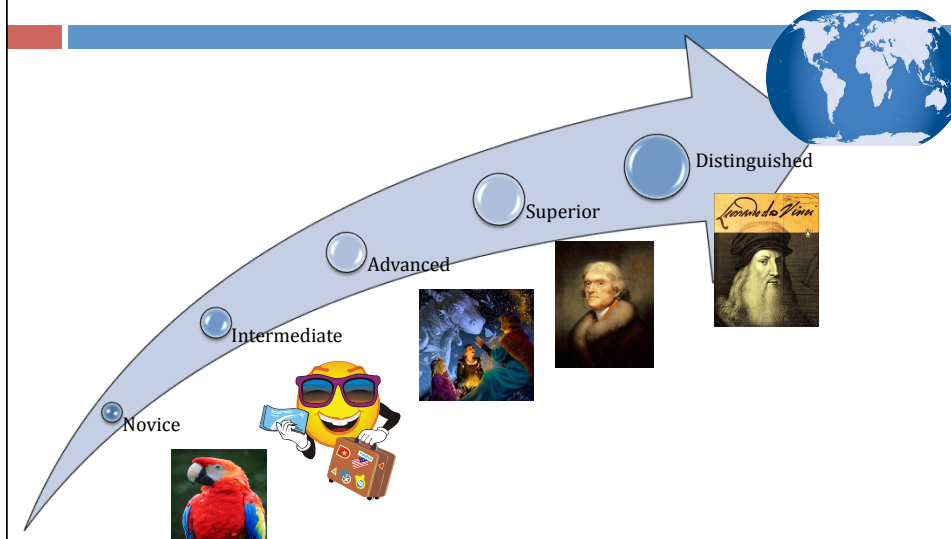 Distinguished
Superior
Advanced
Intermediate
Novice
Leonardo da Vinci